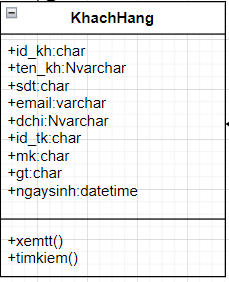 KhachHang
+id_kh:char
+ten_kh:Nvarchar
+sdt:char
+email:varchar
+dchi:Nvarchar
+id_tk:char
+mk:char
+gt:char
+ngaysinh:datetime
+xemtt()
+timkiem()